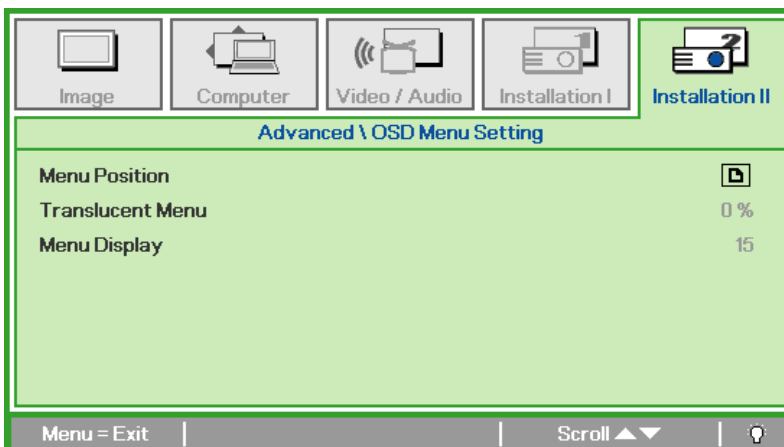 Image Computer Video / Audio Installation I Installation II
Advanced \ OSD Menu Setting
Menu Position
Translucent Menu 0 %
Menu Display 15
Menu = Exit Scroll ▲▼